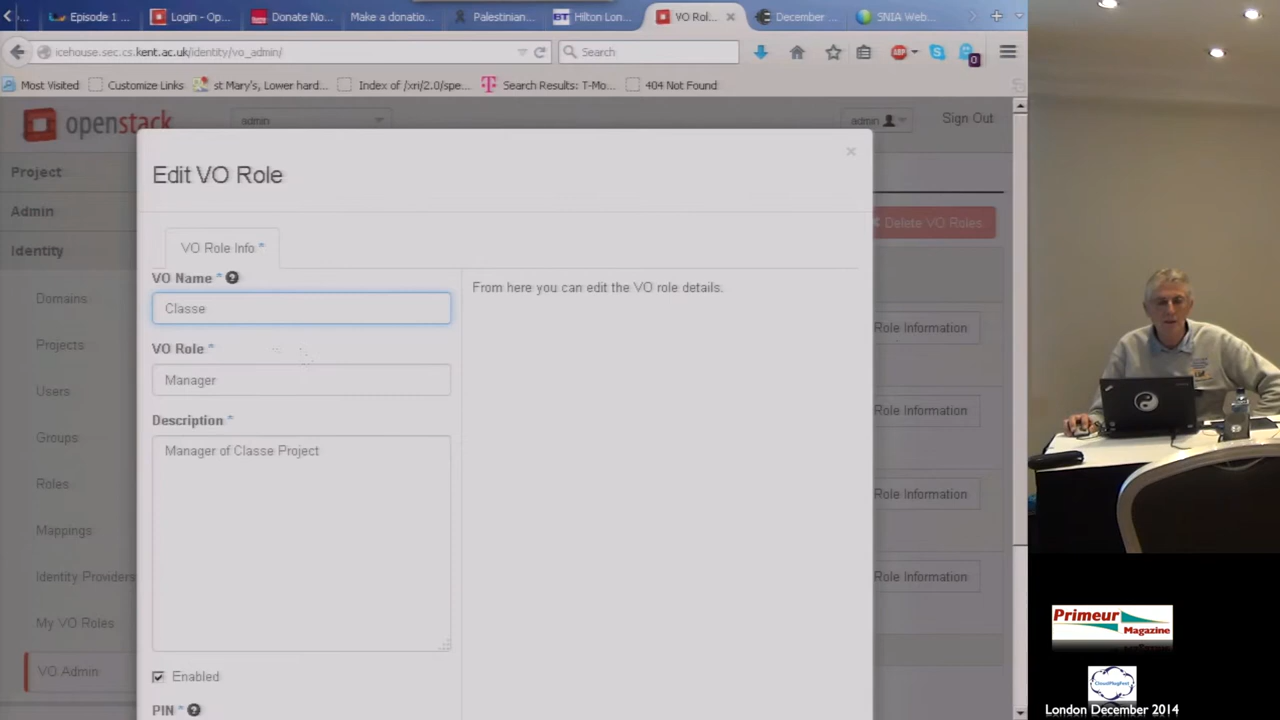 Episode 1 ...
Login - Op...
Donate No...
Make a donatio...
Palestinian...
BT Hilton Lon...
VO Rol...
December ...
SNIA Web...
icehouse.sec.cs.kent.ac.uk/identity/vo_admin/
Search
ABP
0
Most Visited
Customize Links
st Mary's, Lower hard...
Index of /xri/2.0/spe...
T Search Results: T-Mo...
404 Not Found
openstack
admin
admin
Sign Out
Project
Admin
Identity
Domains
Projects
Users
Groups
Roles
Mappings
Identity Providers
My VO Roles
VO Admin
Edit VO Role
×
Delete VO Roles
VO Role Info *
VO Name * ?
Classe
From here you can edit the VO role details.
VO Role *
Manager
Description *
Manager of Classe Project
Enabled
PIN * ?
Role Information
Role Information
Role Information
Role Information
Primeur
Magazine
CloudPlugFest
London December 2014